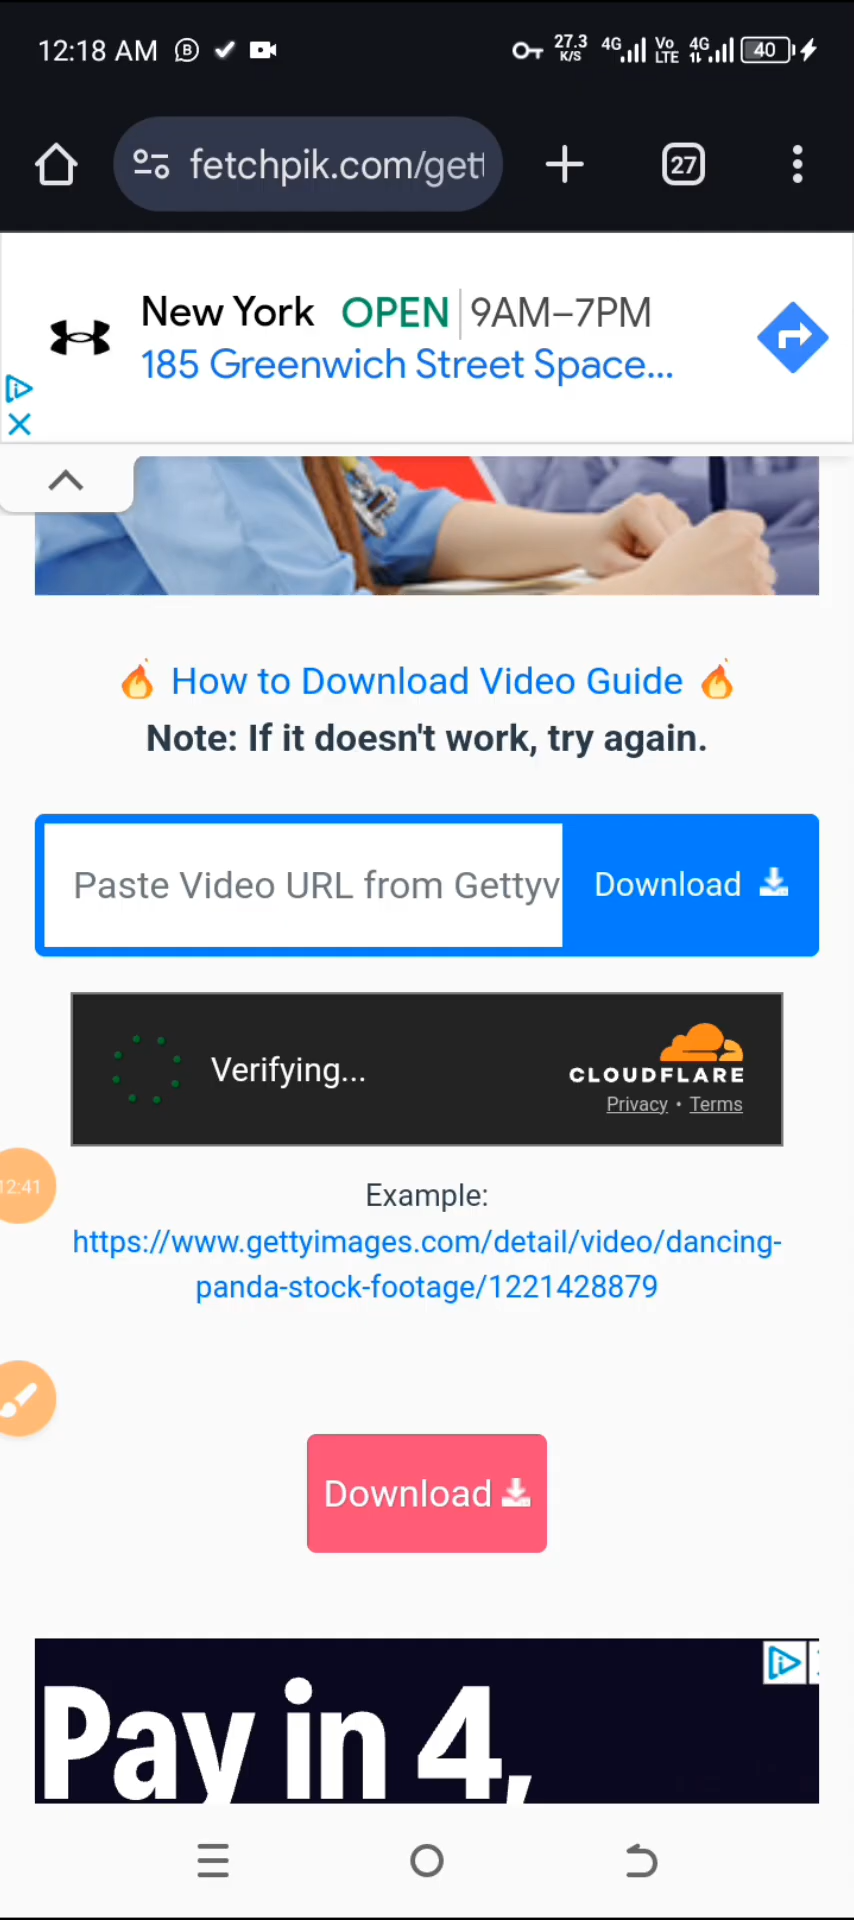 12:18 AM
27.3 K/S 4G Vo LTE 4G 40
fetchpik.com/get
27
New York OPEN 9AM–7PM
185 Greenwich Street Space...
🔥 How to Download Video Guide 🔥
Note: If it doesn't work, try again.
Paste Video URL from Gettyv
Download
Verifying...
CLOUDFLARE
Privacy • Terms
12:41
Example:
https://www.gettyimages.com/detail/video/dancing-
panda-stock-footage/1221428879
Download
Pay in 4,